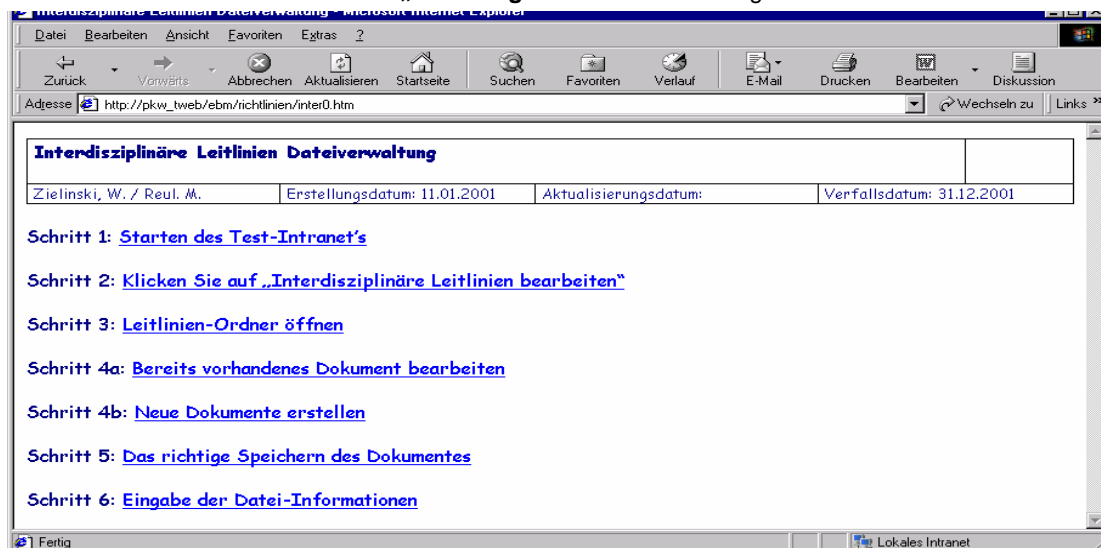 Interdisziplinäre Leitlinien Dateiverwaltung - Microsoft Internet Explorer
Datei Bearbeiten Ansicht Favoriten Extras ?
Zurück Vorwärts Abbrechen Aktualisieren Startseite Suchen Favoriten Verlauf E-Mail Drucken Bearbeiten Diskussion
Adresse http://pkw_tweb/ebm/richtlinien/inter0.htm Wechseln zu Links »
Interdisziplinäre Leitlinien Dateiverwaltung
Zielinski, W. / Reul. M. Erstellungsdatum: 11.01.2001 Aktualisierungsdatum: Verfallsdatum: 31.12.2001
Schritt 1: Starten des Test-Intranet's
Schritt 2: Klicken Sie auf „Interdisziplinäre Leitlinien bearbeiten“
Schritt 3: Leitlinien-Ordner öffnen
Schritt 4a: Bereits vorhandenes Dokument bearbeiten
Schritt 4b: Neue Dokumente erstellen
Schritt 5: Das richtige Speichern des Dokumentes
Schritt 6: Eingabe der Datei-Informationen
Fertig Lokales Intranet